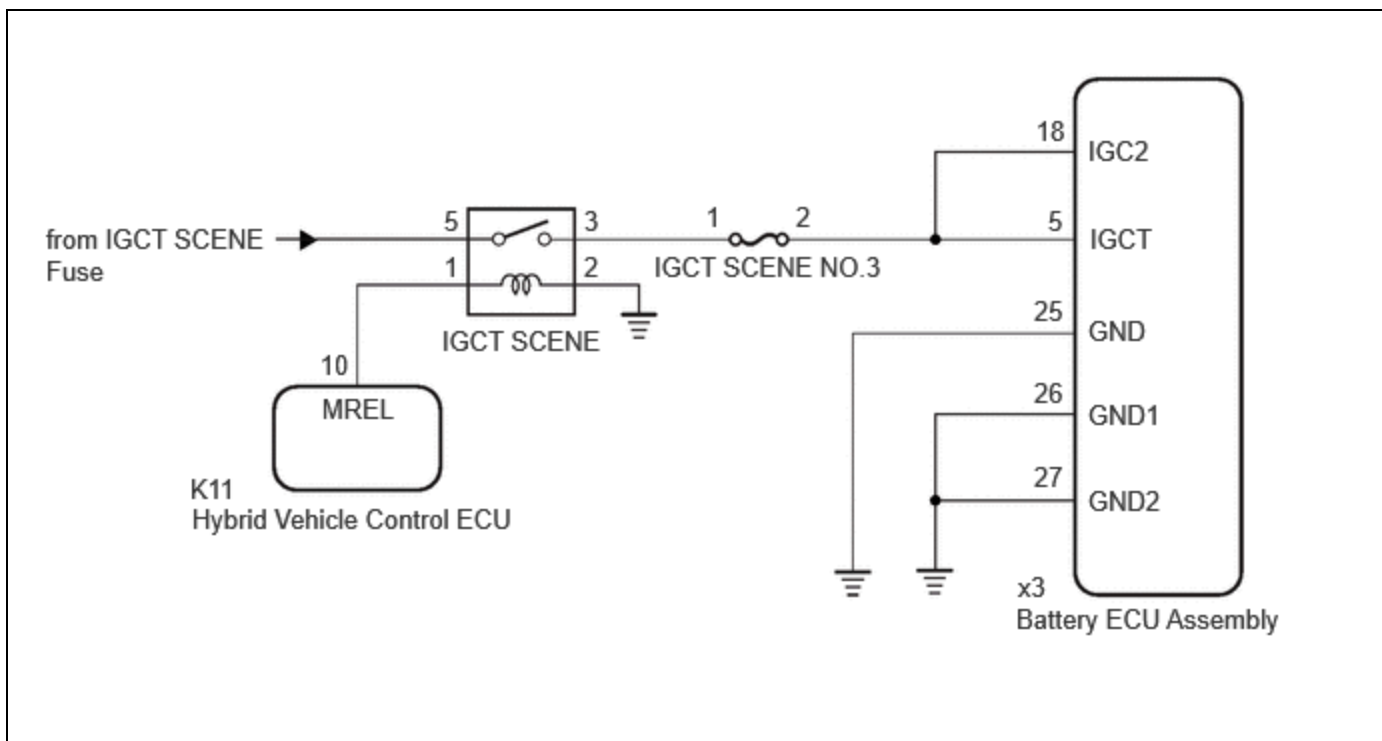 18
IGC2
from IGCT SCENE
Fuse
5
3
1
2
IGCT SCENE NO.3
5
IGCT
1
2
IGCT SCENE
25
GND
10
MREL
26
GND1
K11
Hybrid Vehicle Control ECU
27
GND2
x3
Battery ECU Assembly